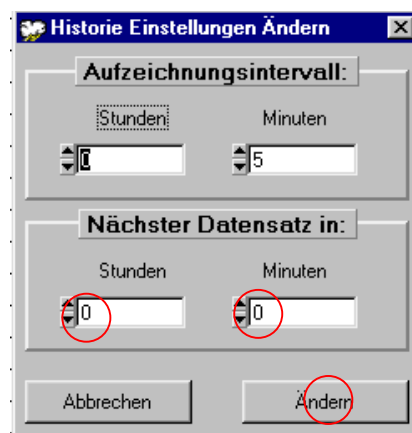 Historie Einstellungen Ändern
Aufzeichnungsintervall:
Stunden Minuten
0 5
Nächster Datensatz in:
Stunden Minuten
0 0
Abbrechen Ändern